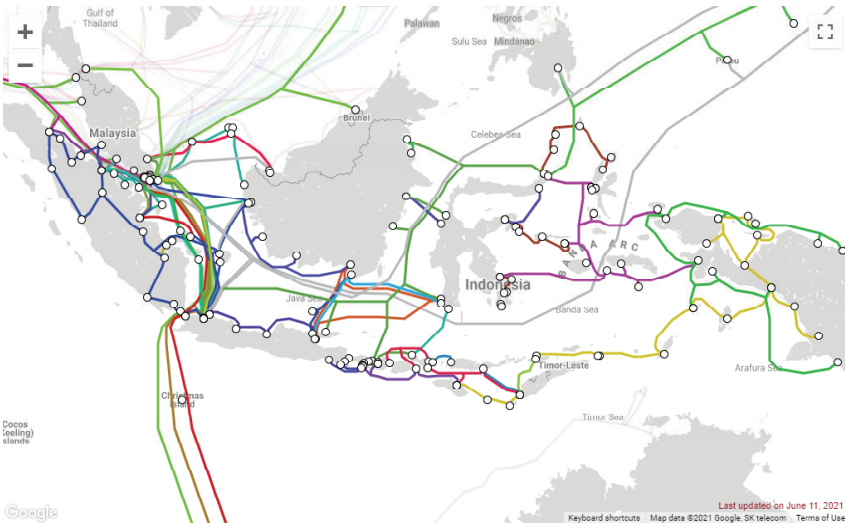 Gulf of
Thailand
Palawan
Negros
Sulu Sea
Mindanao
Palau
Brunei
Malaysia
Celebes Sea
BANDA ARC
Indonesia
Java Sea
Banda Sea
Timor-Leste
Arafura Sea
Christmas
Island
Timor Sea
Cocos
(Keeling)
Islands
Google
Last updated on June 11, 2021
Keyboard shortcuts
Map data ©2021 Google, SK telecom
Terms of Use